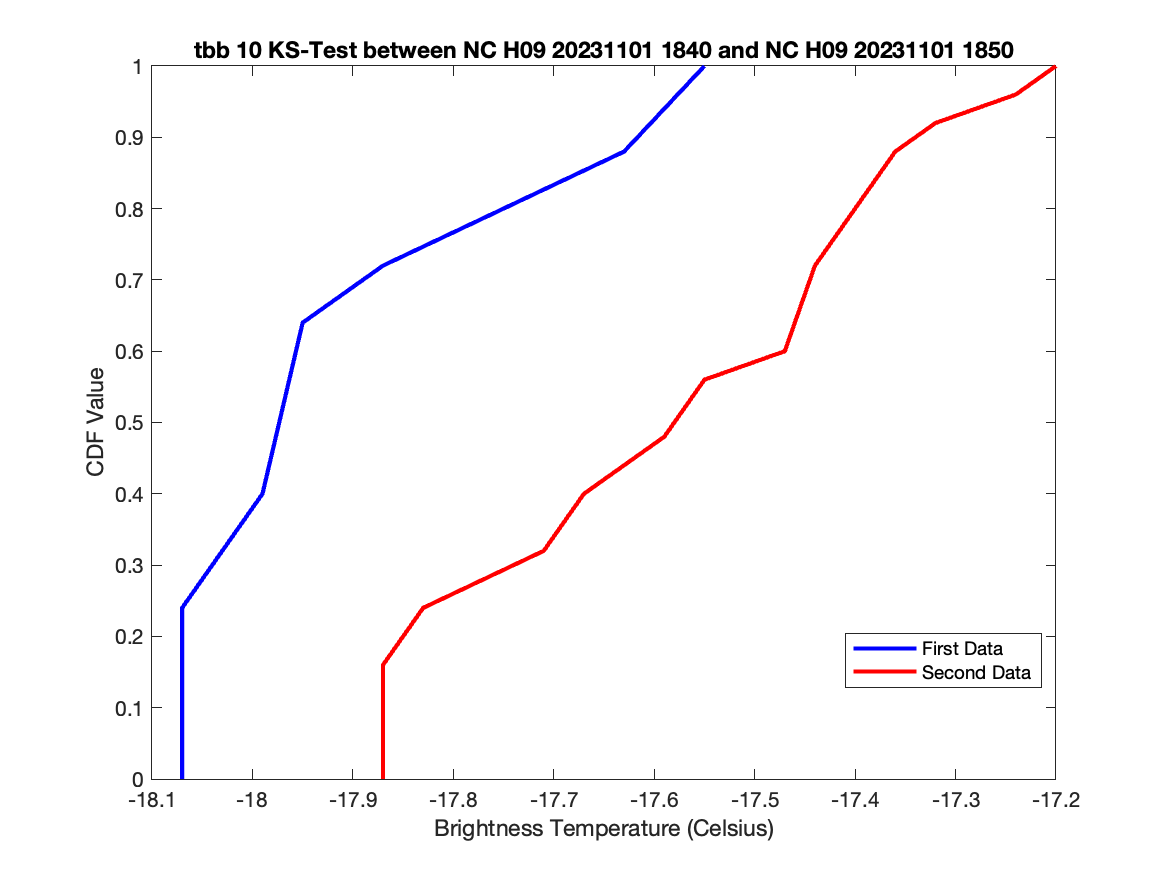 tbb 10 KS-Test between NC H09 20231101 1840 and NC H09 20231101 1850
1
0.9
0.8
0.7
0.6
0.5
0.4
0.3
0.2
0.1
0
CDF Value
First Data
Second Data
-18.1 -18 -17.9 -17.8 -17.7 -17.6 -17.5 -17.4 -17.3 -17.2
Brightness Temperature (Celsius)